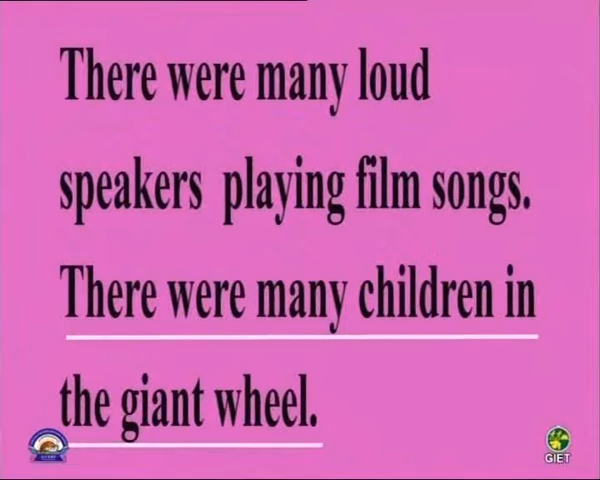 There were many loud
speakers playing film songs.
There were many children in
the giant wheel.
GIET